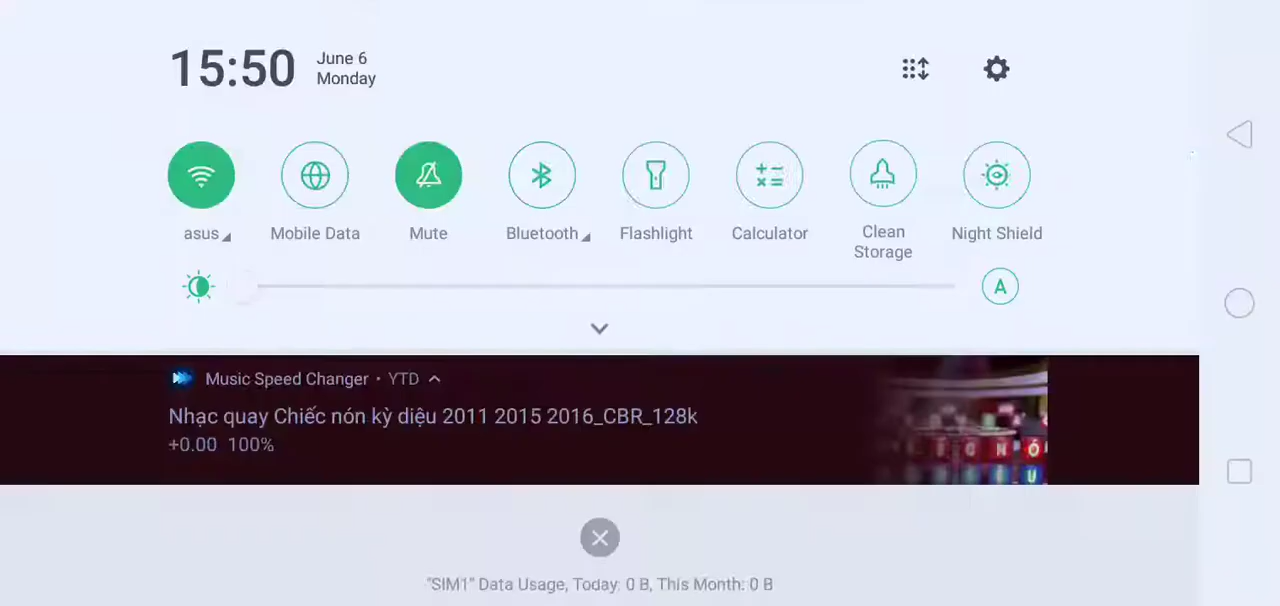 15:50
June 6
Monday
asus
Mobile Data
Mute
Bluetooth
Flashlight
Calculator
Clean
Storage
Night Shield
A
Music Speed Changer • YTD
Nhạc quay Chiếc nón kỳ diệu 2011 2015 2016_CBR_128k
+0.00 100%
G N Ó
U
"SIM1" Data Usage, Today: 0 B, This Month: 0 B